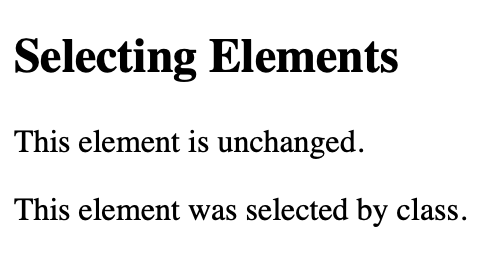 Selecting Elements
This element is unchanged.
This element was selected by class.